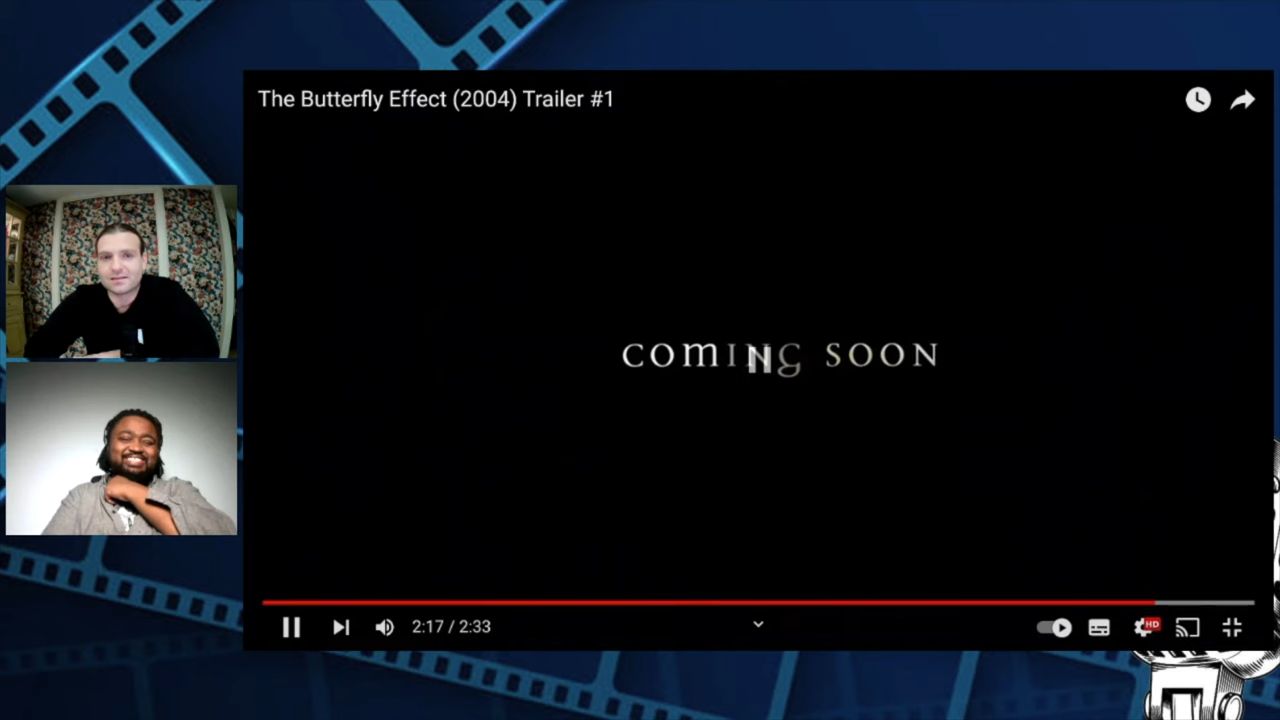 The Butterfly Effect (2004) Trailer #1
COMING SOON
2:17 / 2:33
HD